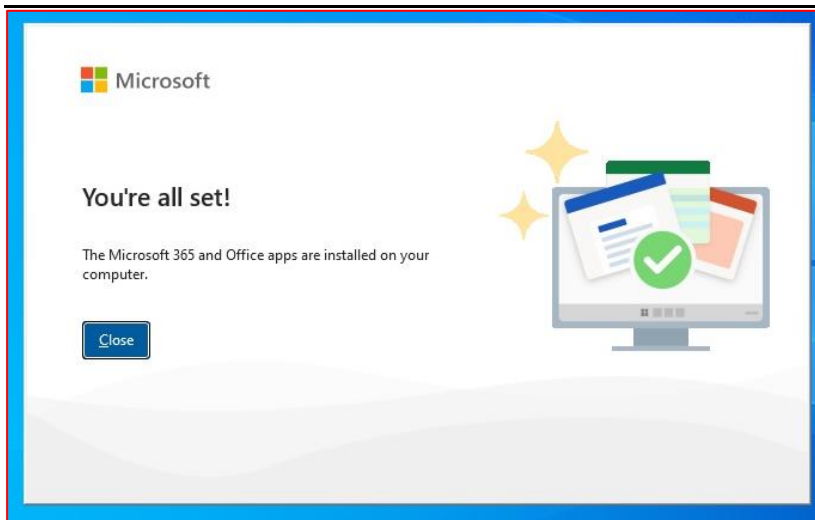 Microsoft
You're all set!
The Microsoft 365 and Office apps are installed on your
computer.
Close